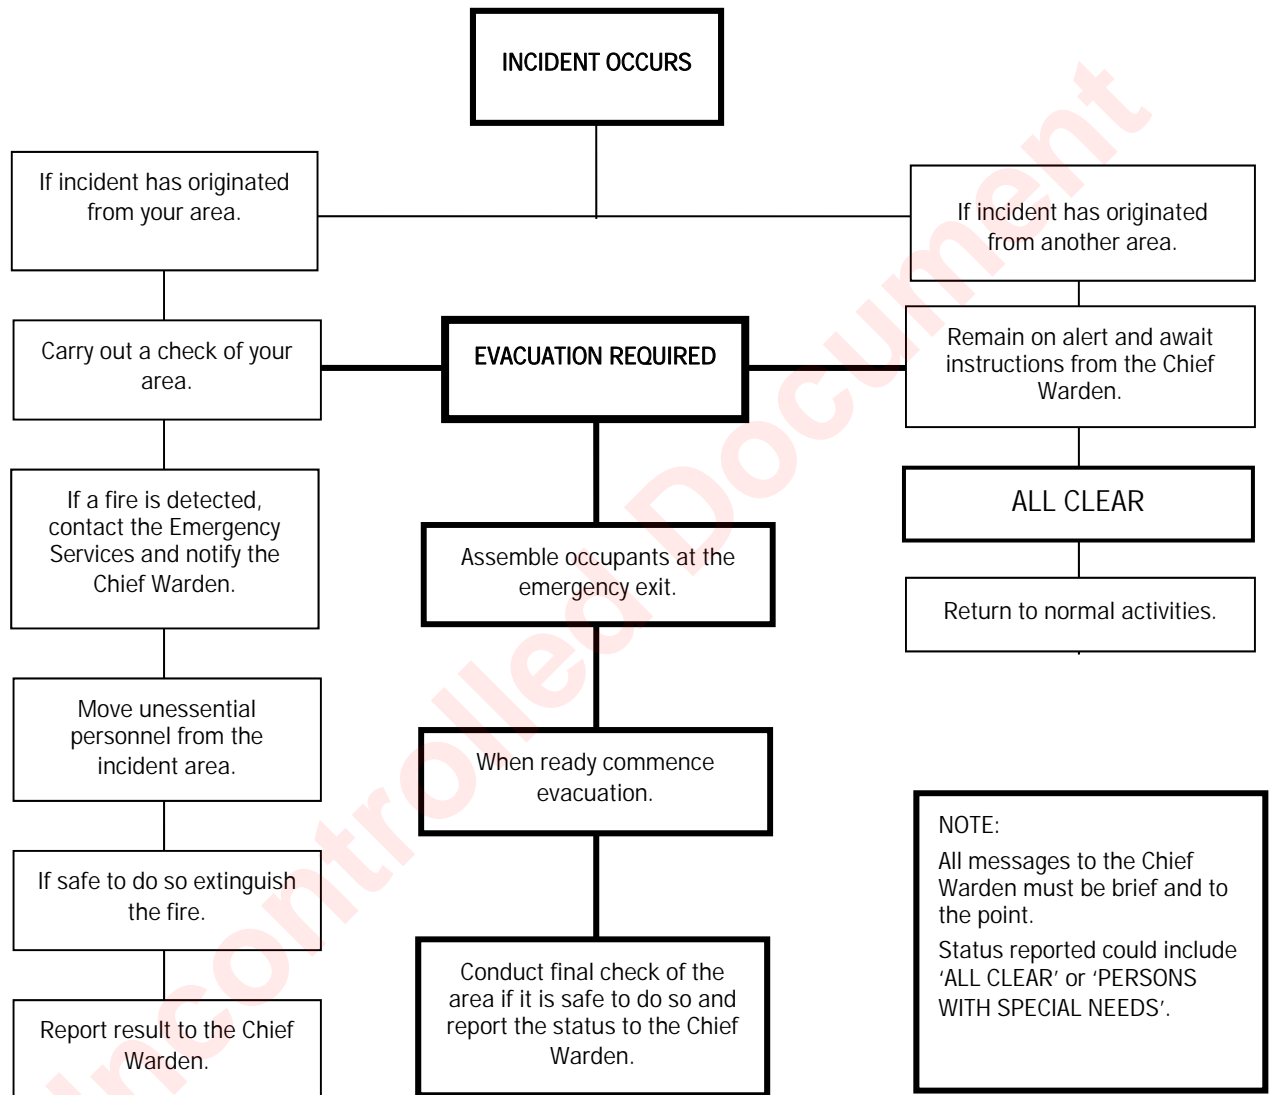 INCIDENT OCCURS
If incident has originated
from your area.
If incident has originated
from another area.
Carry out a check of your
area.
EVACUATION REQUIRED
Remain on alert and await
instructions from the Chief
Warden.
If a fire is detected,
contact the Emergency
Services and notify the
Chief Warden.
ALL CLEAR
Assemble occupants at the
emergency exit.
Return to normal activities.
Move unessential
personnel from the
incident area.
When ready commence
evacuation.
If safe to do so extinguish
the fire.
Conduct final check of the
area if it is safe to do so and
report the status to the Chief
Warden.
Report result to the Chief
Warden.
NOTE:
All messages to the Chief
Warden must be brief and to
the point.
Status reported could include
‘ALL CLEAR’ or ‘PERSONS
WITH SPECIAL NEEDS’.
Incontrolled Document